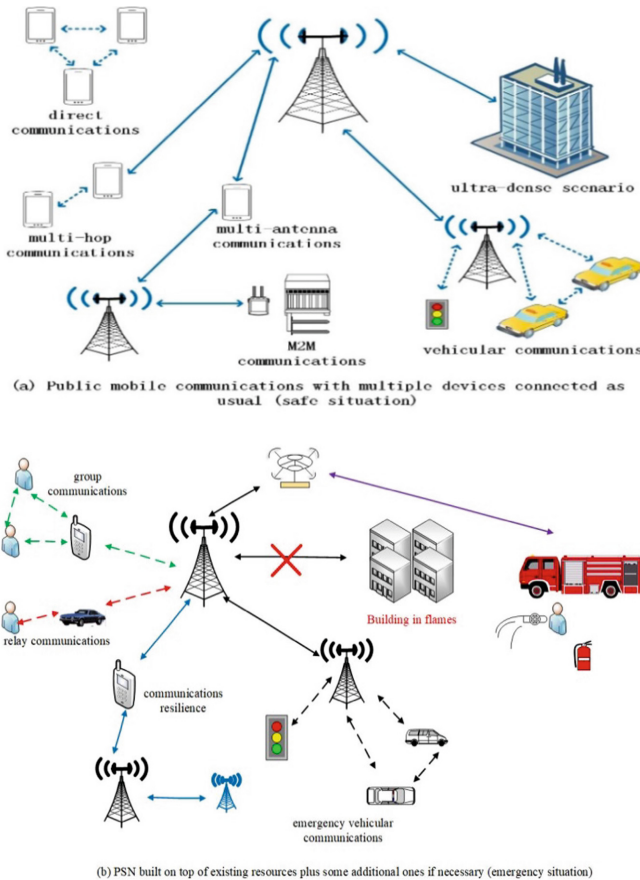 direct
communications
ultra-dense scenario
multi-hop
communications
multi-antenna
communications
M2M
communications
vehicular communications
(a) Public mobile communications with multiple devices connected as
usual (safe situation)
group
communications
Building in flames
relay communications
communications
resilience
emergency vehicular
communications
(b) PSN built on top of existing resources plus some additional ones if necessary (emergency situation)